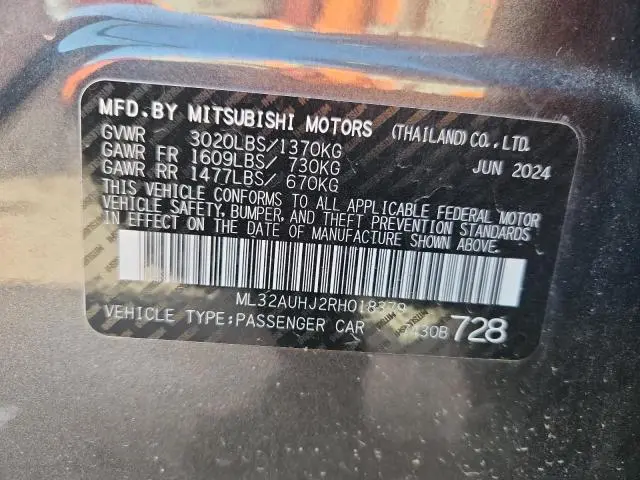 MFD.BY MITSUBISHI MOTORS (THAILAND) CO., LTD.
GVWR 3020LBS/1370KG JUN 2024
GAWR FR 1609LBS/ 730KG
GAWR RR 1477LBS/ 670KG
THIS VEHICLE CONFORMS TO ALL APPLICABLE FEDERAL MOTOR
VEHICLE SAFETY, BUMPER, AND THEFT PREVENTION STANDARDS
IN EFFECT ON THE DATE OF MANUFACTURE SHOWN ABOVE.
ML32AUHJ2RH018379
VEHICLE TYPE:PASSENGER CAR 728